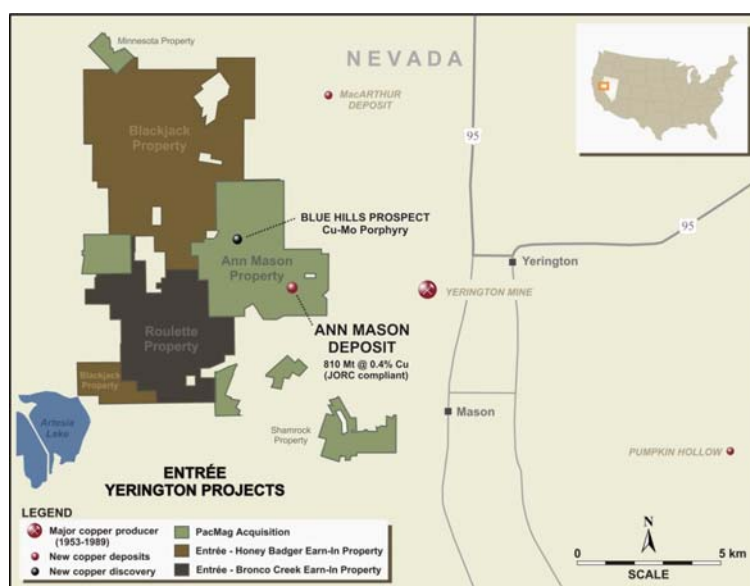 Minnesota Property
NEVADA
MacARTHUR
DEPOSIT
Blackjack
Property
95
BLUE HILLS PROSPECT
Cu-Mo Porphyry
95
Ann Mason
Property
Yerington
YERINGTON MINE
Roulette
Property
ANN MASON
DEPOSIT
810 Mt @ 0.4% Cu
(JORC compliant)
Blackjack
Property
Artesia
Lake
Mason
Shamrock
Property
PUMPKIN HOLLOW
ENTRÉE
YERINGTON PROJECTS
LEGEND
Major copper producer
(1953-1989)
New copper deposits
New copper discovery
PacMag Acquisition
Entrée - Honey Badger Earn-In Property
Entrée - Bronco Creek Earn-In Property
N
0 5 km
SCALE